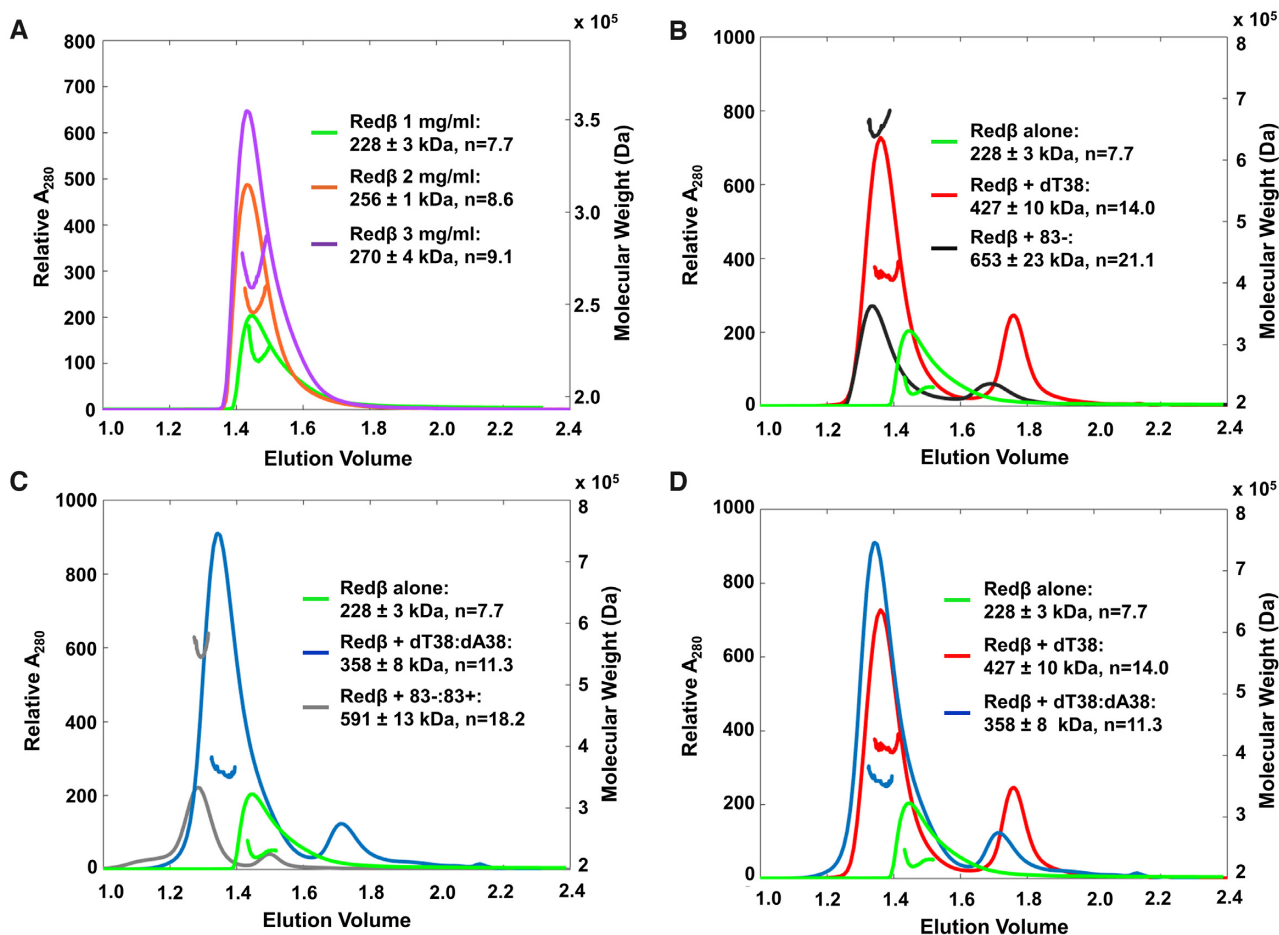 A
x 10⁵
800
700
600
500
400
300
200
100
0
Relative A₂₈₀
Redβ 1 mg/ml:
228 ± 3 kDa, n=7.7
Redβ 2 mg/ml:
256 ± 1 kDa, n=8.6
Redβ 3 mg/ml:
270 ± 4 kDa, n=9.1
3.5
3.0
2.5
2.0
Molecular Weight (Da)
1.0 1.2 1.4 1.6 1.8 2.0 2.2 2.4
Elution Volume
B
x 10⁵
1000
800
600
400
200
0
Relative A₂₈₀
Redβ alone:
228 ± 3 kDa, n=7.7
Redβ + dT38:
427 ± 10 kDa, n=14.0
Redβ + 83-:
653 ± 23 kDa, n=21.1
8
7
6
5
4
3
2
Molecular Weight (Da)
1.0 1.2 1.4 1.6 1.8 2.0 2.2 2.4
Elution Volume
C
x 10⁵
1000
800
600
400
200
0
Relative A₂₈₀
Redβ alone:
228 ± 3 kDa, n=7.7
Redβ + dT38:dA38:
358 ± 8 kDa, n=11.3
Redβ + 83-:83+:
591 ± 13 kDa, n=18.2
8
7
6
5
4
3
2
Molecular Weight (Da)
1.0 1.2 1.4 1.6 1.8 2.0 2.2 2.4
Elution Volume
D
x 10⁵
1000
800
600
400
200
0
Relative A₂₈₀
Redβ alone:
228 ± 3 kDa, n=7.7
Redβ + dT38:
427 ± 10 kDa, n=14.0
Redβ + dT38:dA38:
358 ± 8 kDa, n=11.3
8
7
6
5
4
3
2
Molecular Weight (Da)
1.0 1.2 1.4 1.6 1.8 2.0 2.2 2.4
Elution Volume